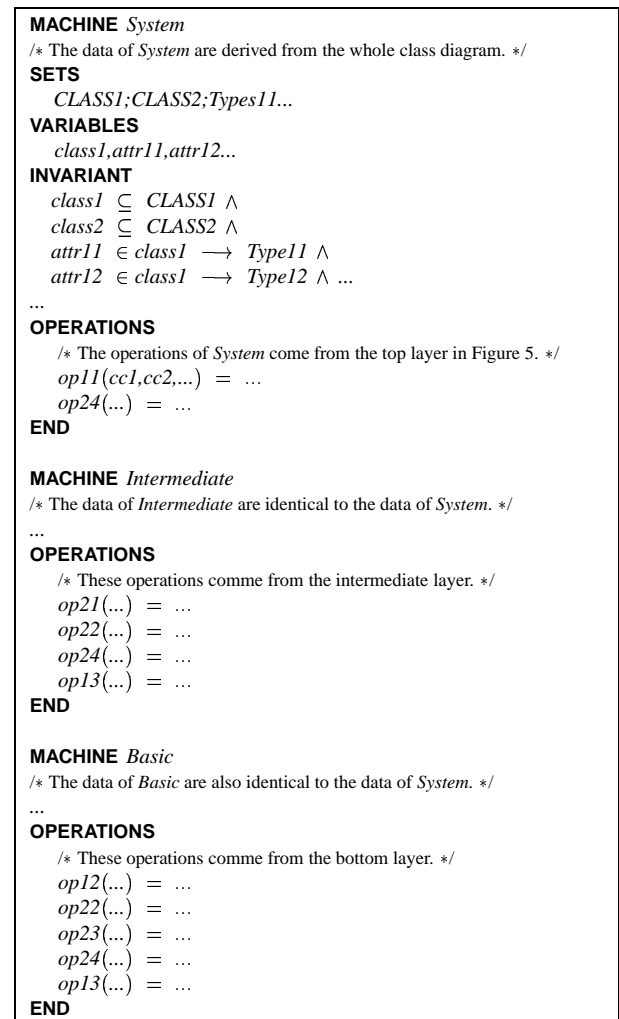 MACHINE System
/* The data of System are derived from the whole class diagram. */
SETS
CLASS1;CLASS2;Types11...
VARIABLES
class1,attr11,attr12...
INVARIANT
class1 ⊆ CLASS1 ∧
class2 ⊆ CLASS2 ∧
attr11 ∈ class1 ⟶ Type11 ∧
attr12 ∈ class1 ⟶ Type12 ∧ ...
...
OPERATIONS
/* The operations of System come from the top layer in Figure 5. */
op11(cc1,cc2,...) = ...
op24(...) = ...
END
MACHINE Intermediate
/* The data of Intermediate are identical to the data of System. */
...
OPERATIONS
/* These operations comme from the intermediate layer. */
op21(...) = ...
op22(...) = ...
op24(...) = ...
op13(...) = ...
END
MACHINE Basic
/* The data of Basic are also identical to the data of System. */
...
OPERATIONS
/* These operations comme from the bottom layer. */
op12(...) = ...
op22(...) = ...
op23(...) = ...
op24(...) = ...
op13(...) = ...
END